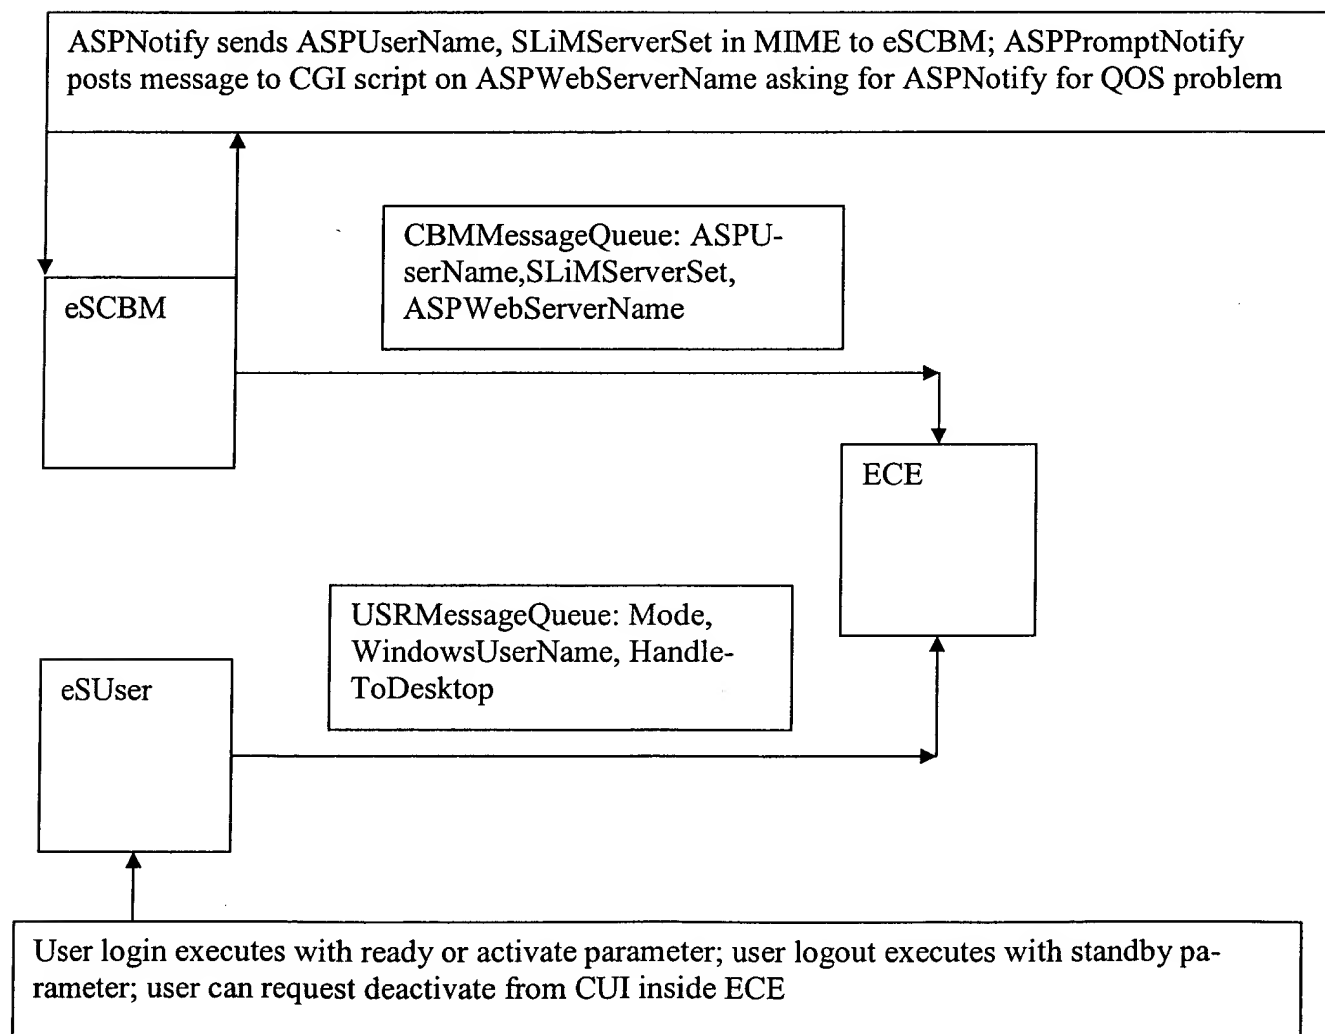 ASPNotify sends ASPUserName, SLiMServerSet in MIME to eSCBM; ASPPromptNotify
posts message to CGI script on ASPWebServerName asking for ASPNotify for QOS problem
CBMMessageQueue: ASPU-
serName,SLiMServerSet,
ASPWebServerName
eSCBM
ECE
USRMessageQueue: Mode,
WindowsUserName, Handle-
ToDesktop
eSUser
User login executes with ready or activate parameter; user logout executes with standby pa-
rameter; user can request deactivate from CUI inside ECE